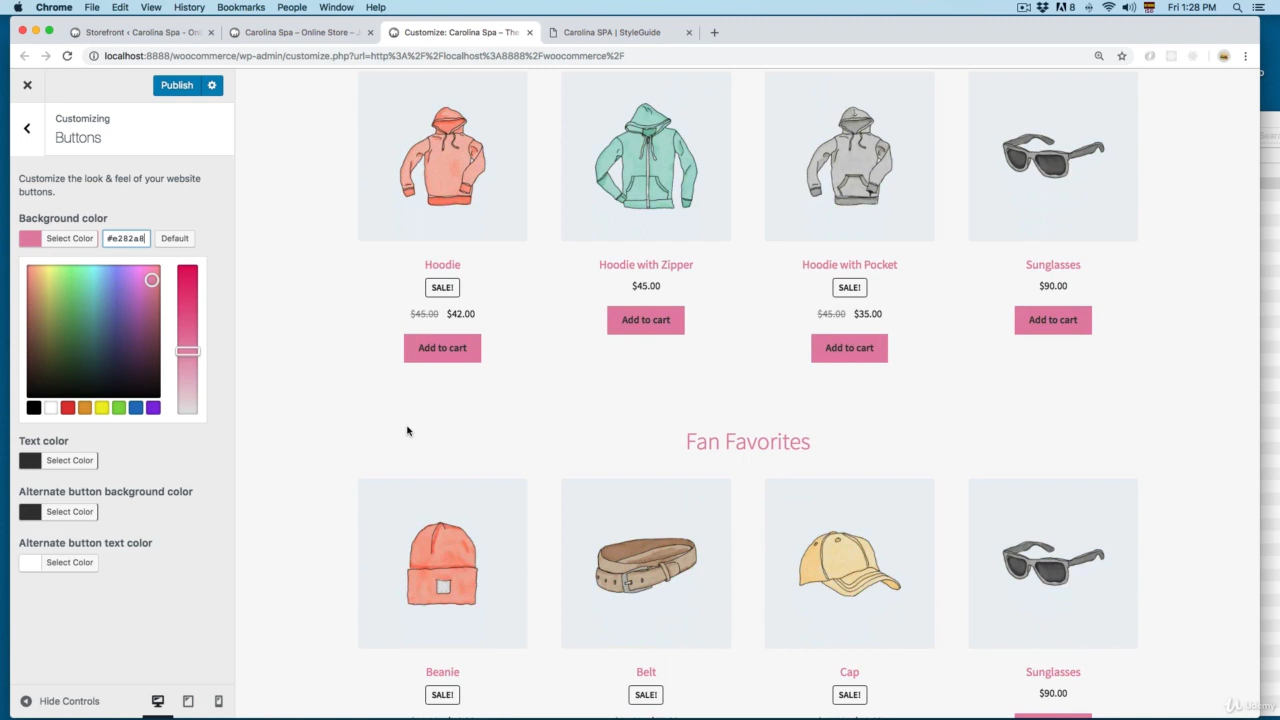 Chrome File Edit View History Bookmarks People Window Help
8
Fri 1:28 PM
Storefront ‹ Carolina Spa - Onl
Carolina Spa – Online Store – J
Customize: Carolina Spa – The
Carolina SPA | StyleGuide
localhost:8888/woocommerce/wp-admin/customize.php?url=http%3A%2F%2Flocalhost%3A8888%2Fwoocommerce%2F
Publish
Customizing
Buttons
Customize the look & feel of your website
buttons.
Background color
Select Color
#e282a8
Default
Text color
Select Color
Alternate button background color
Select Color
Alternate button text color
Select Color
Hide Controls
Hoodie
SALE!
$45.00 $42.00
Add to cart
Hoodie with Zipper
$45.00
Add to cart
Hoodie with Pocket
SALE!
$45.00 $35.00
Add to cart
Sunglasses
$90.00
Add to cart
Fan Favorites
Beanie
SALE!
Belt
SALE!
Cap
SALE!
Sunglasses
$90.00
Udemy